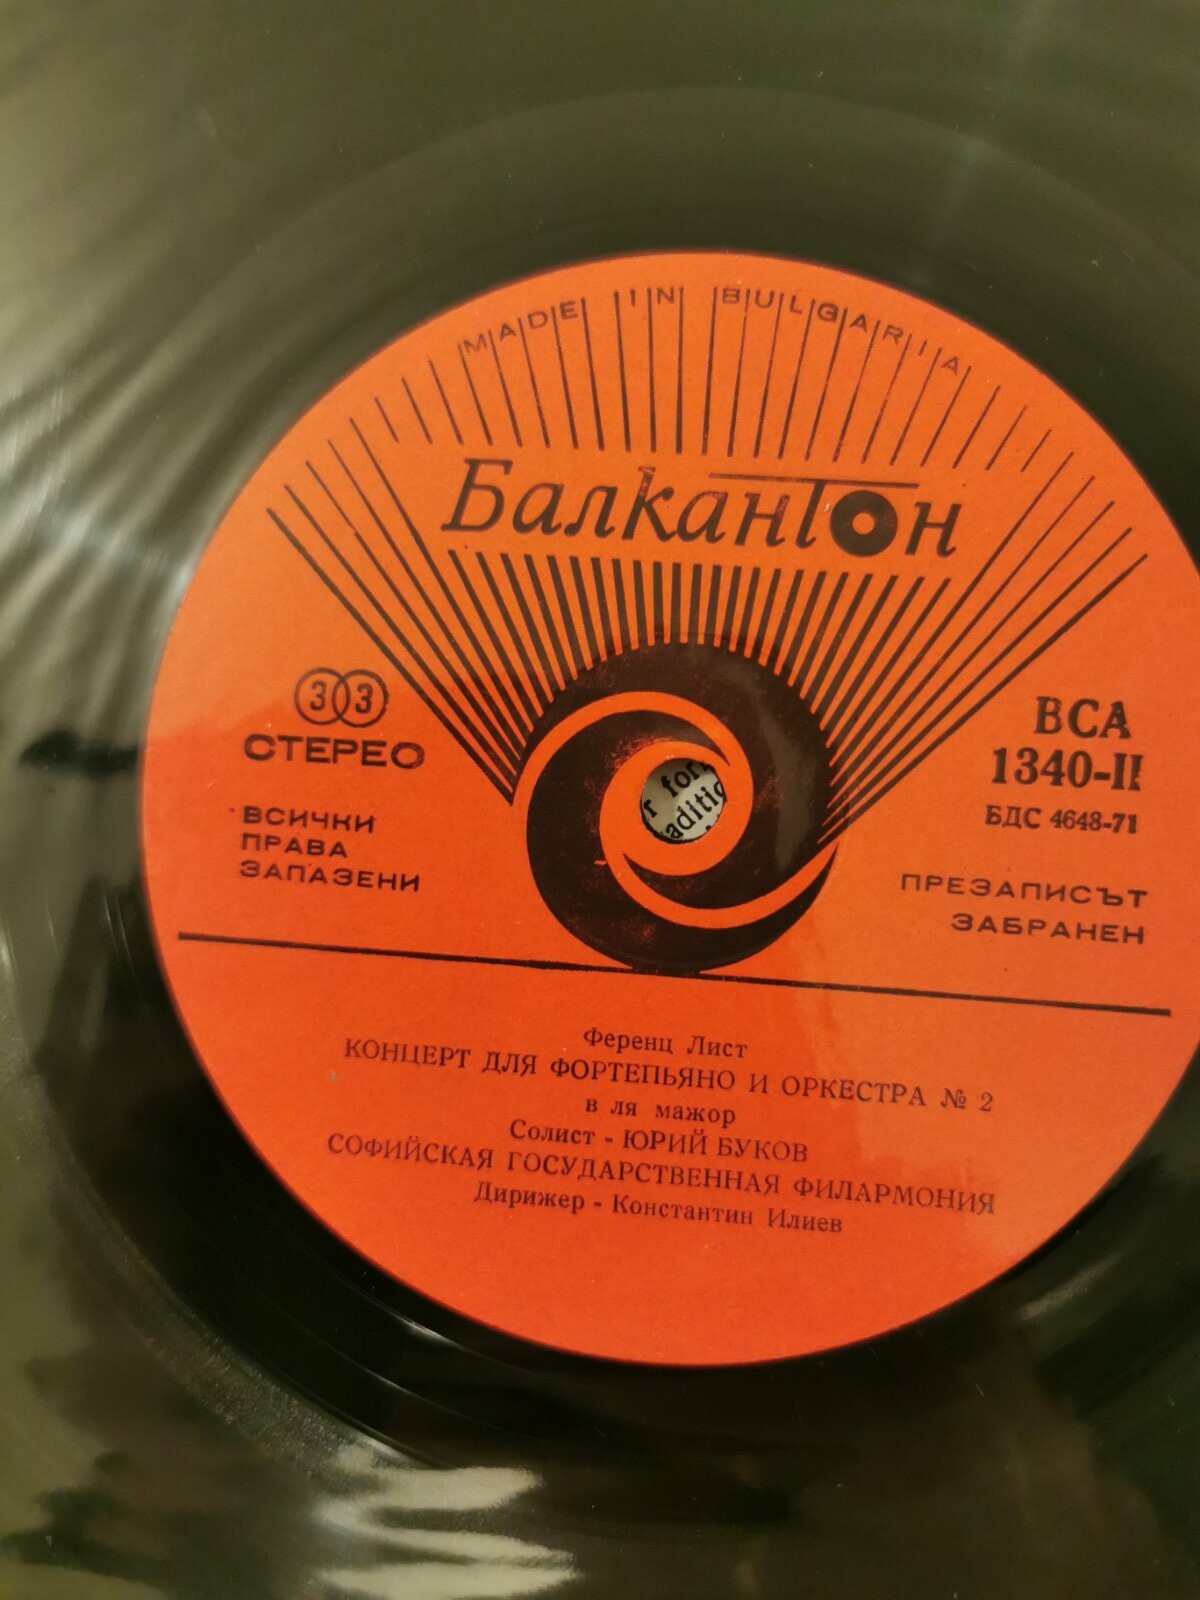 MADE IN BULGARIA
Балкантон
33
СТЕРЕО
ВСИЧКИ
ПРАВА
ЗАПАЗЕНИ
ВСА
1340-II
БДС 4648-71
ПРЕЗАПИСЪТ
ЗАБРАНЕН
Ференц Лист
КОНЦЕРТ ДЛЯ ФОРТЕПЬЯНО И ОРКЕСТРА № 2
в ля мажор
Солист - ЮРИЙ БУКОВ
СОФИЙСКАЯ ГОСУДАРСТВЕННАЯ ФИЛАРМОНИЯ
Дирижер - Константин Илиев